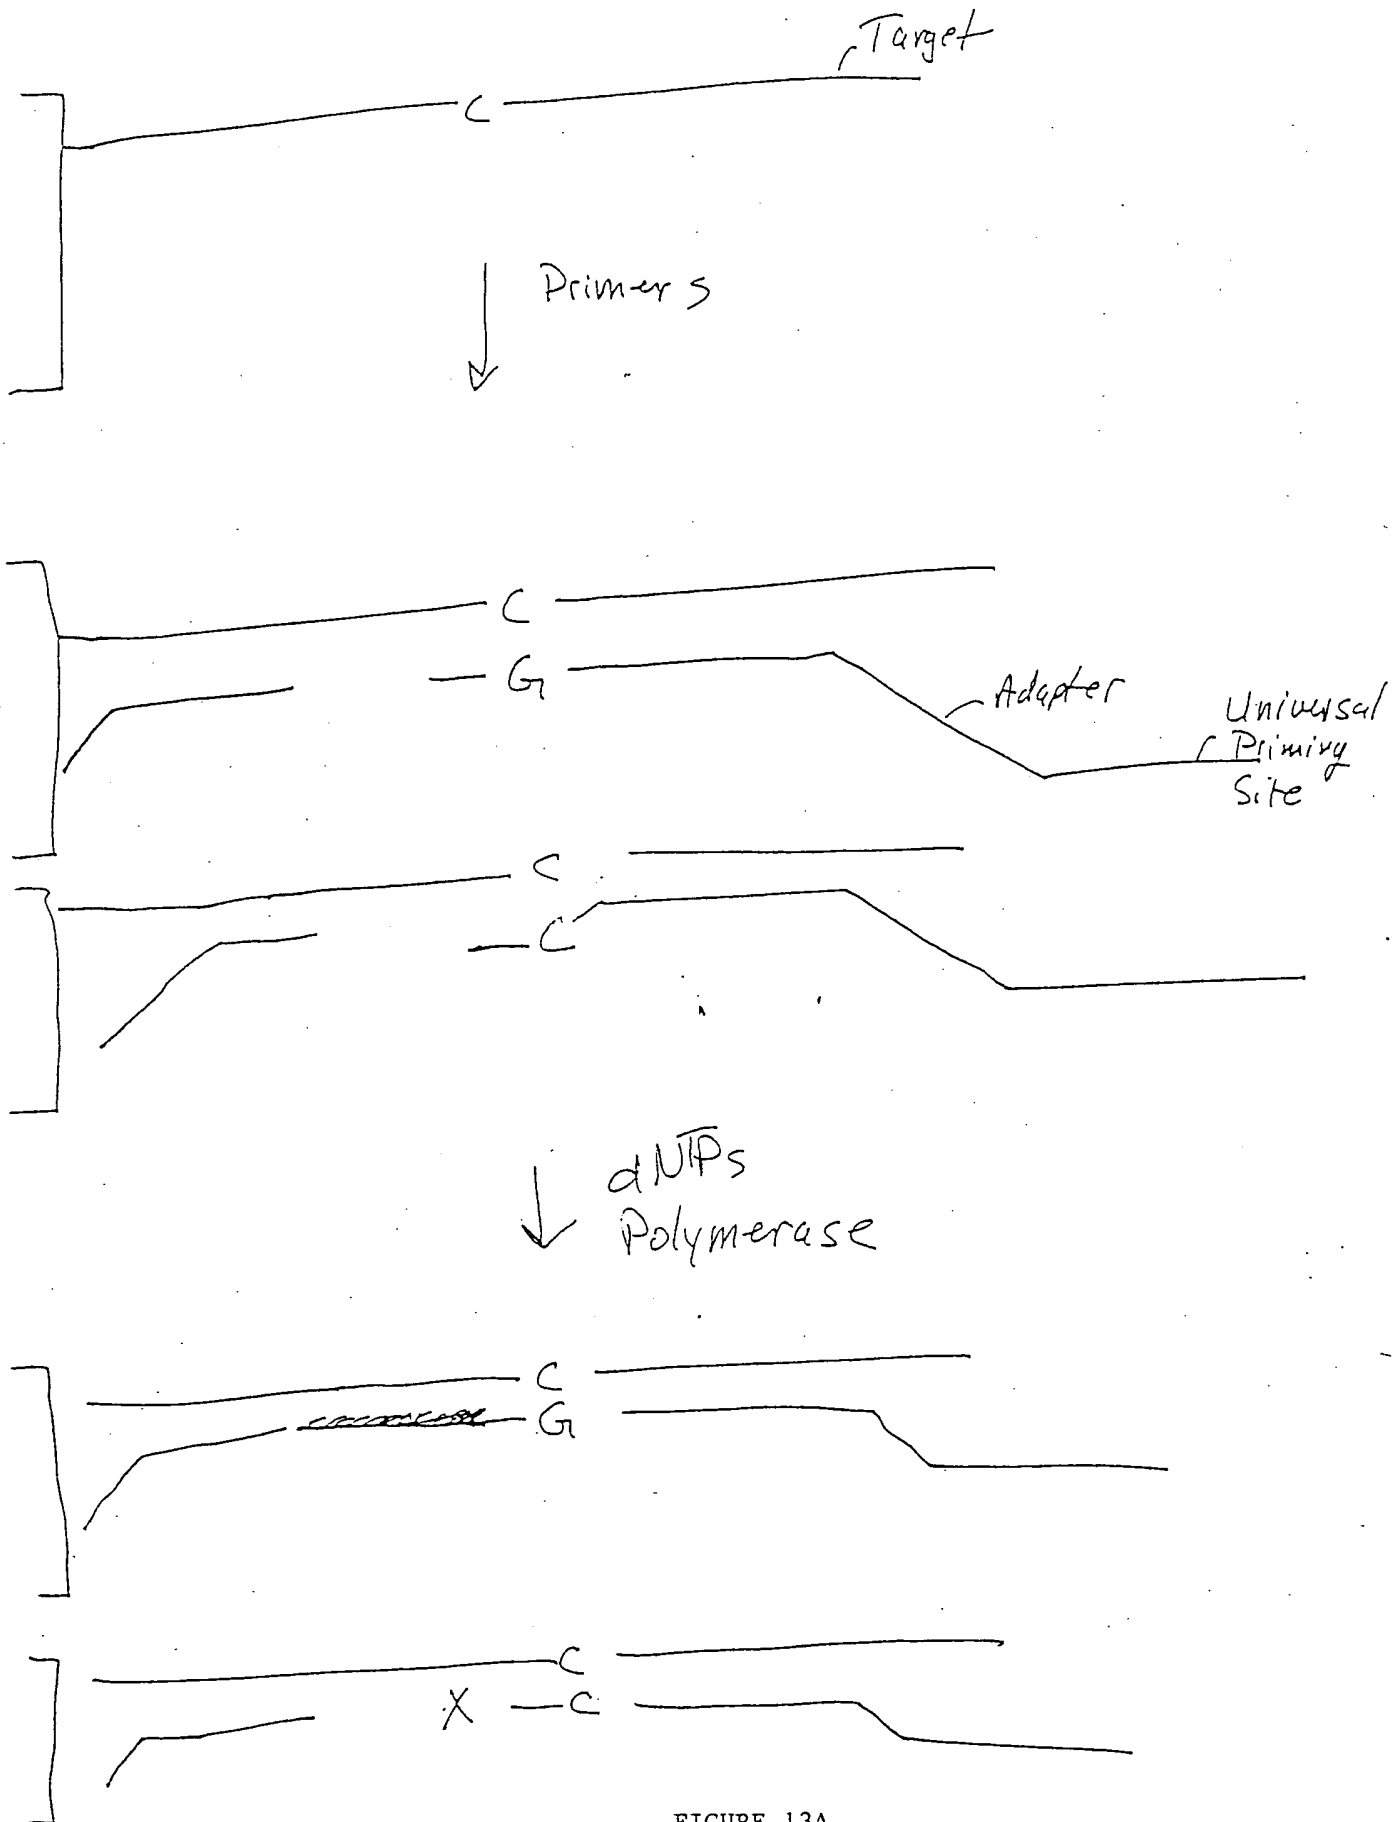 Target
C
Primers
C
G
Adapter
Universal
Priming
Site
C
C
dNTPs
Polymerase
C
G
C
X C
FIGURE 13A